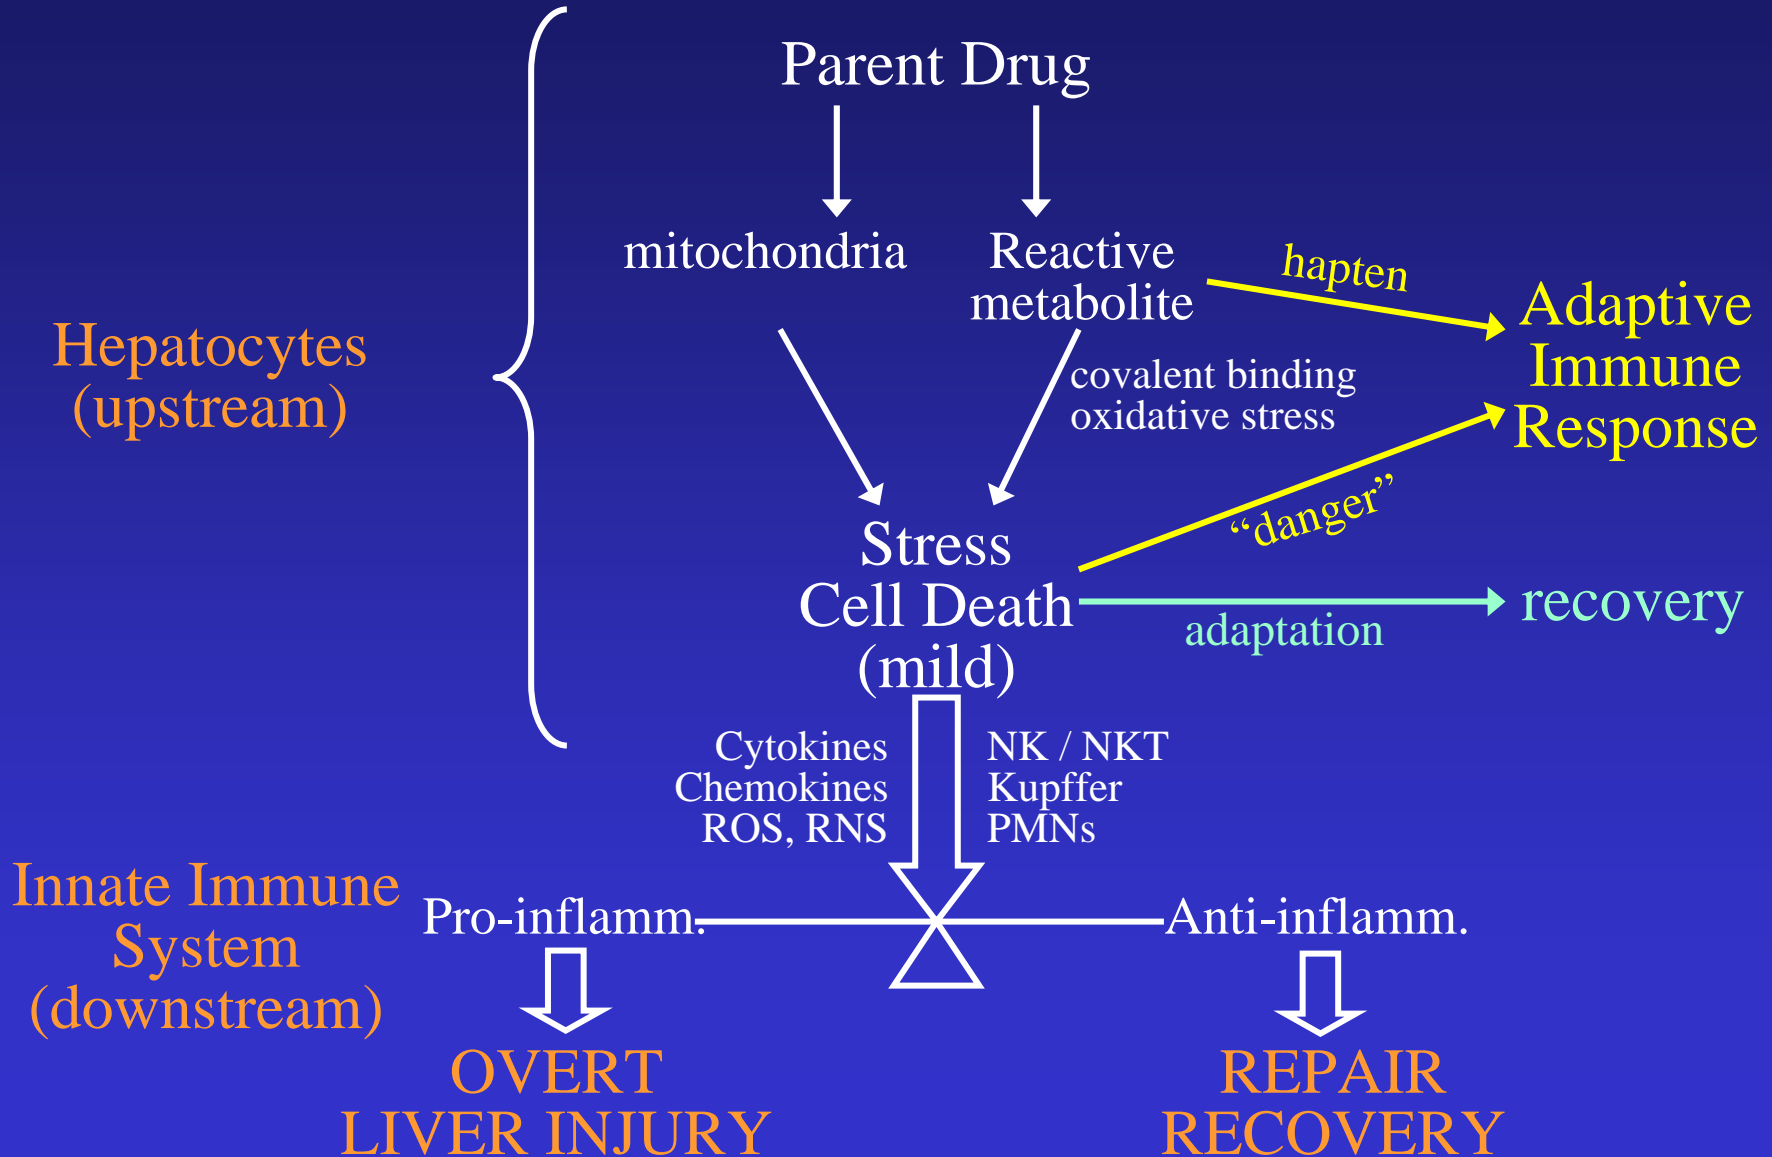 Parent Drug
mitochondria
Reactive
metabolite
hapten
Adaptive
Immune
Response
Hepatocytes
(upstream)
covalent binding
oxidative stress
“danger”
Stress
Cell Death
(mild)
adaptation
recovery
Cytokines
Chemokines
ROS, RNS
NK / NKT
Kupffer
PMNs
Innate Immune
System
(downstream)
Pro-inflamm.
Anti-inflamm.
OVERT
LIVER INJURY
REPAIR
RECOVERY